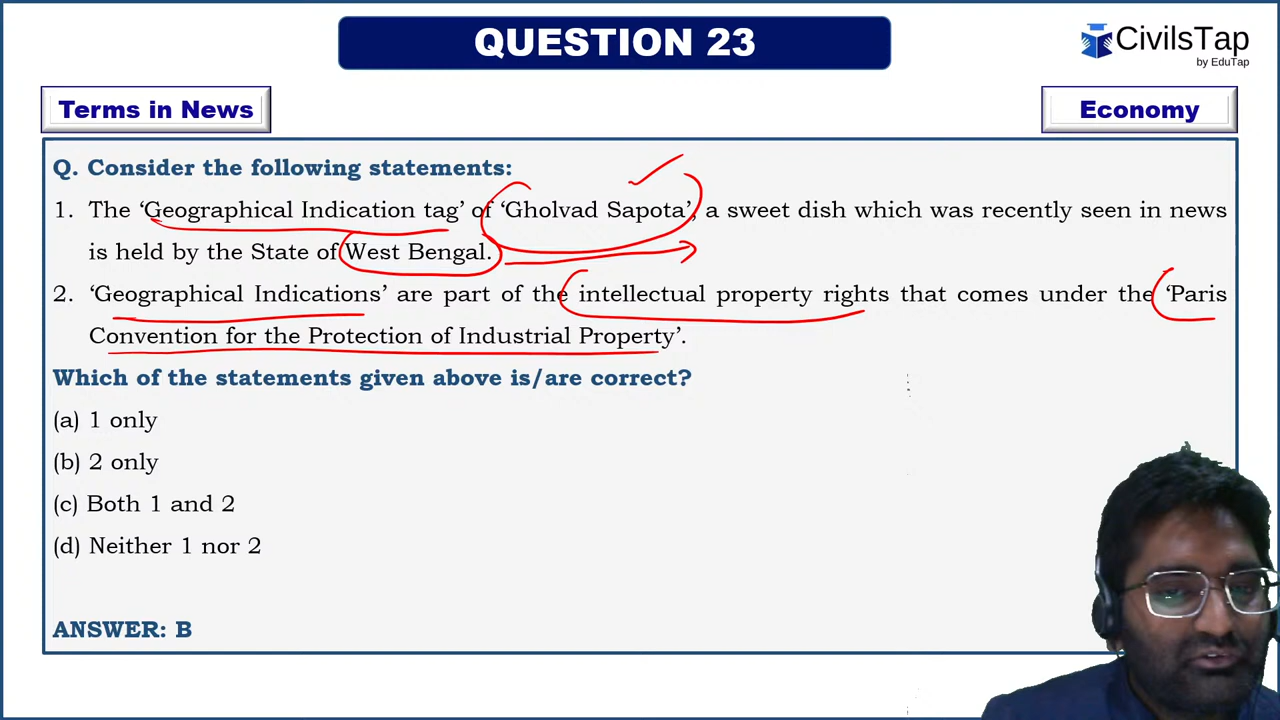 QUESTION 23
CivilsTap
by EduTap
Terms in News
Economy
Q. Consider the following statements:
1. The ‘Geographical Indication tag’ of ‘Gholvad Sapota’, a sweet dish which was recently seen in news
is held by the State of West Bengal.
2. ‘Geographical Indications’ are part of the intellectual property rights that comes under the ‘Paris
Convention for the Protection of Industrial Property’.
Which of the statements given above is/are correct?
(a) 1 only
(b) 2 only
(c) Both 1 and 2
(d) Neither 1 nor 2
ANSWER: B